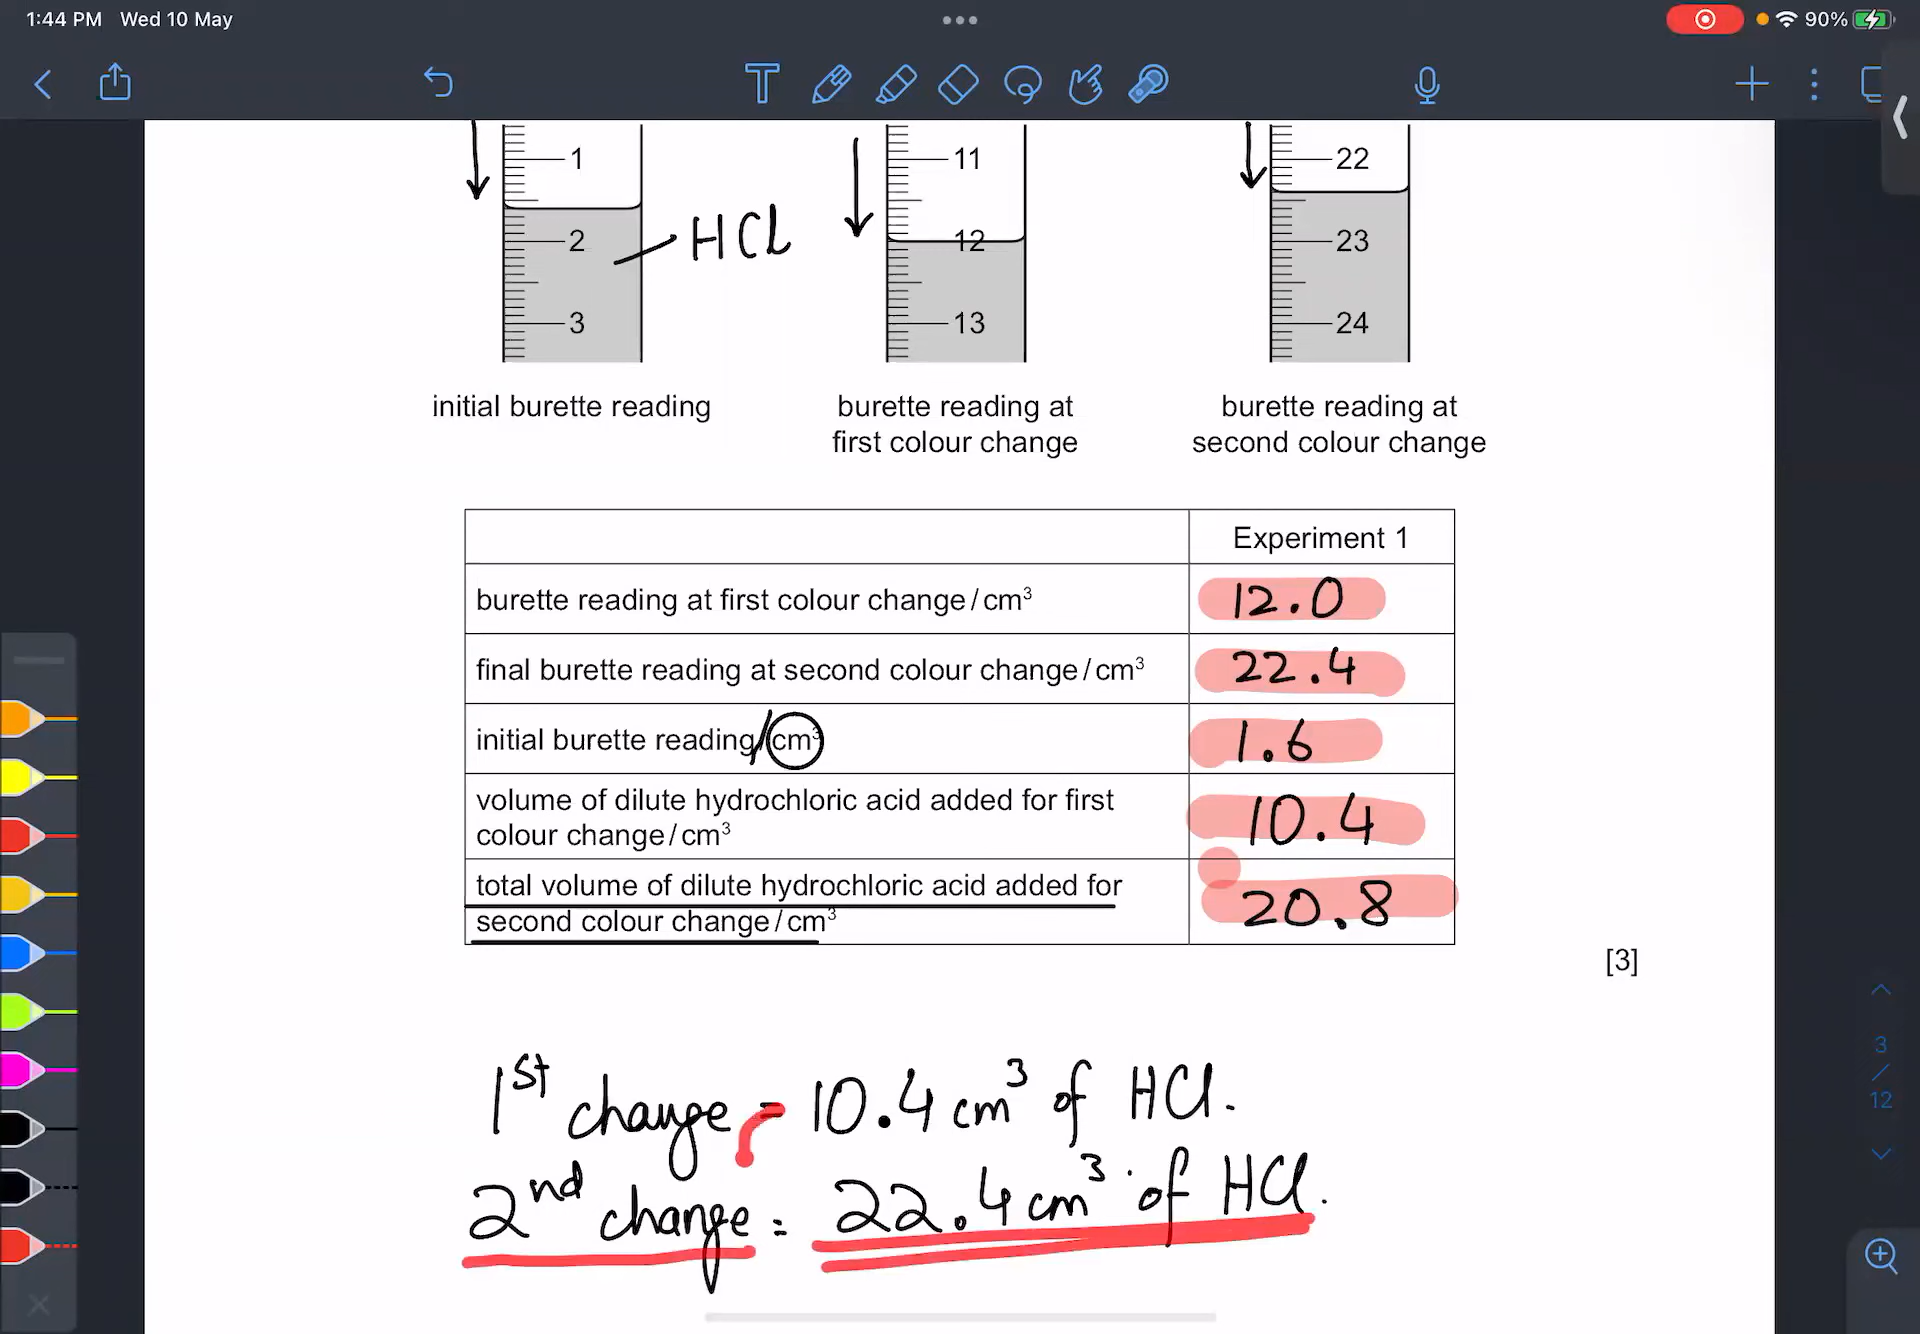 1:44 PM Wed 10 May
90%
1
2
3
HCl
11
12
13
22
23
24
initial burette reading
burette reading at
first colour change
burette reading at
second colour change
Experiment 1
burette reading at first colour change/cm³
12.0
final burette reading at second colour change/cm³
22.4
initial burette reading/cm³
1.6
volume of dilute hydrochloric acid added for first
colour change/cm³
10.4
total volume of dilute hydrochloric acid added for
second colour change/cm³
20.8
[3]
1st change = 10.4 cm³ of HCl.
2nd change = 22.4 cm³ of HCl.
3
/
12